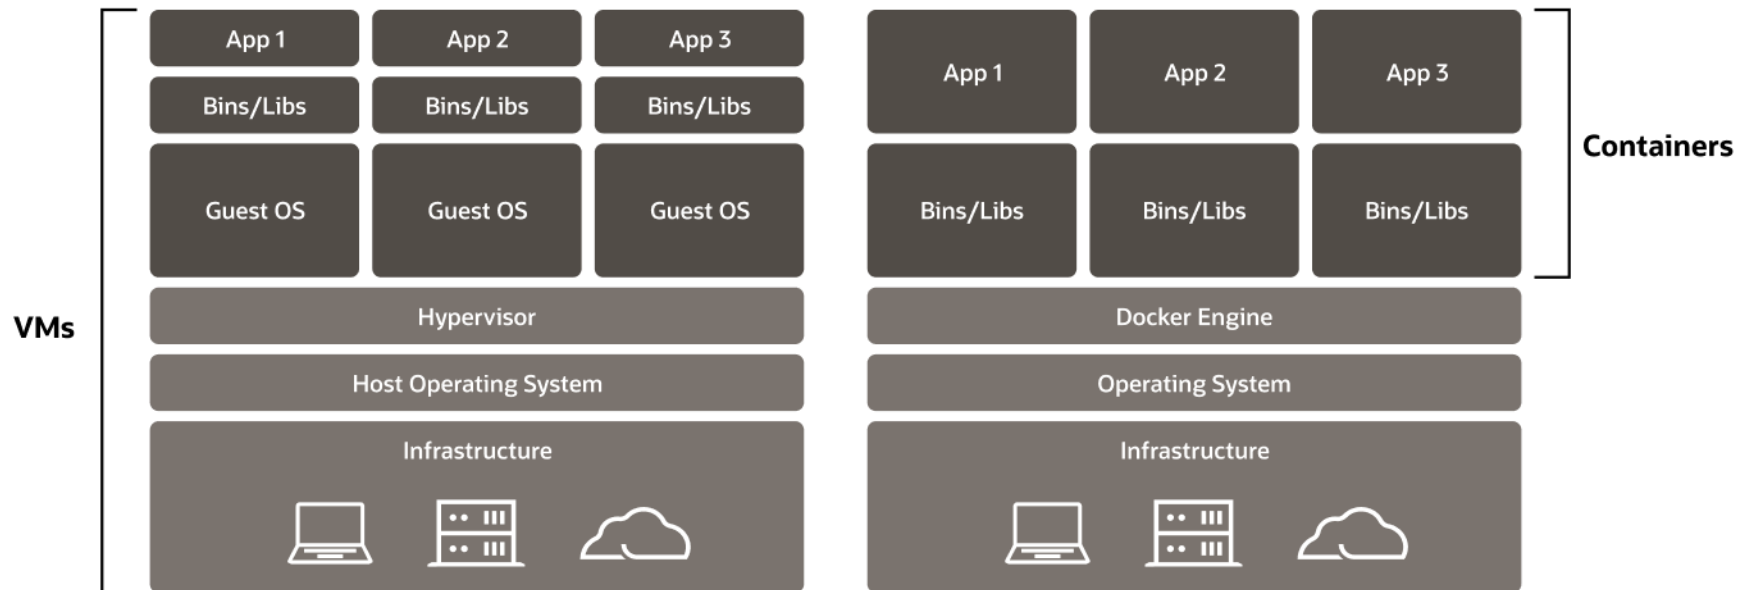 VMs
App 1
App 2
App 3
Bins/Libs
Bins/Libs
Bins/Libs
Guest OS
Guest OS
Guest OS
Hypervisor
Host Operating System
Infrastructure
App 1
App 2
App 3
Bins/Libs
Bins/Libs
Bins/Libs
Docker Engine
Operating System
Infrastructure
Containers